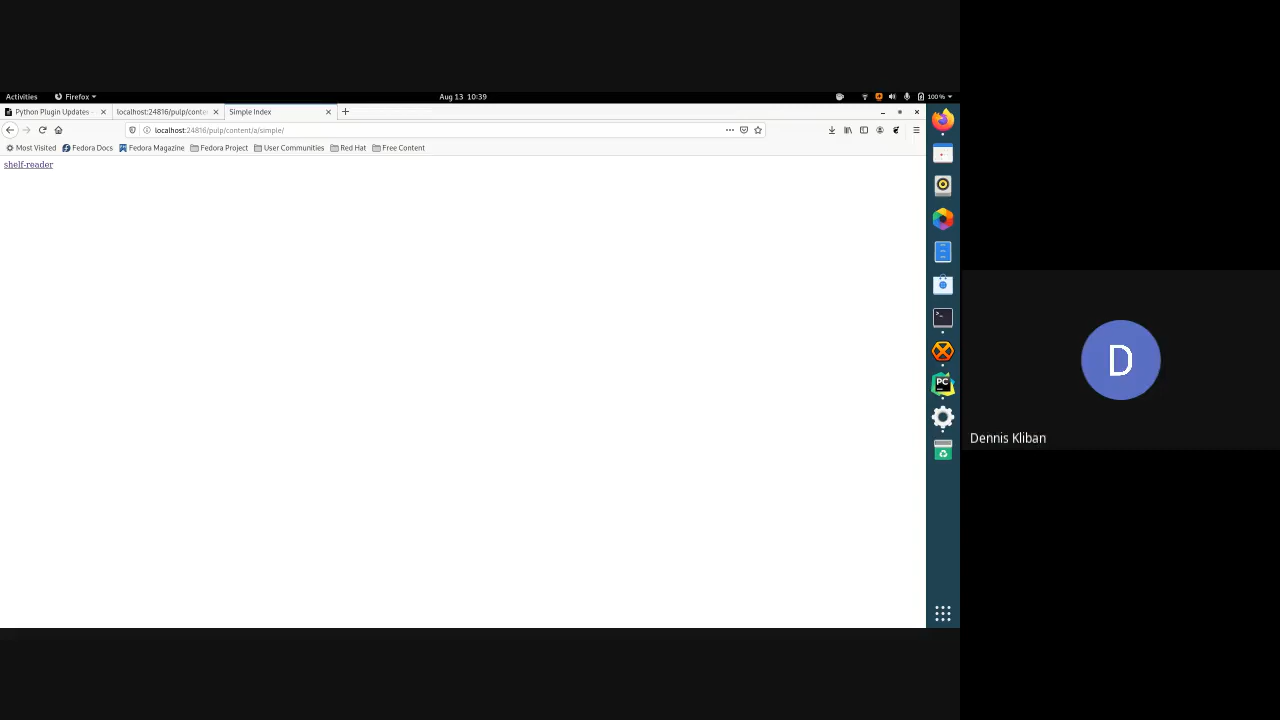 Activities Firefox Aug 13 10:39 100 %
Python Plugin Updates - localhost:24816/pulp/conte Simple Index
localhost:24816/pulp/content/a/simple/
Most Visited Fedora Docs Fedora Magazine Fedora Project User Communities Red Hat Free Content
shelf-reader
PC
D
Dennis Kliban